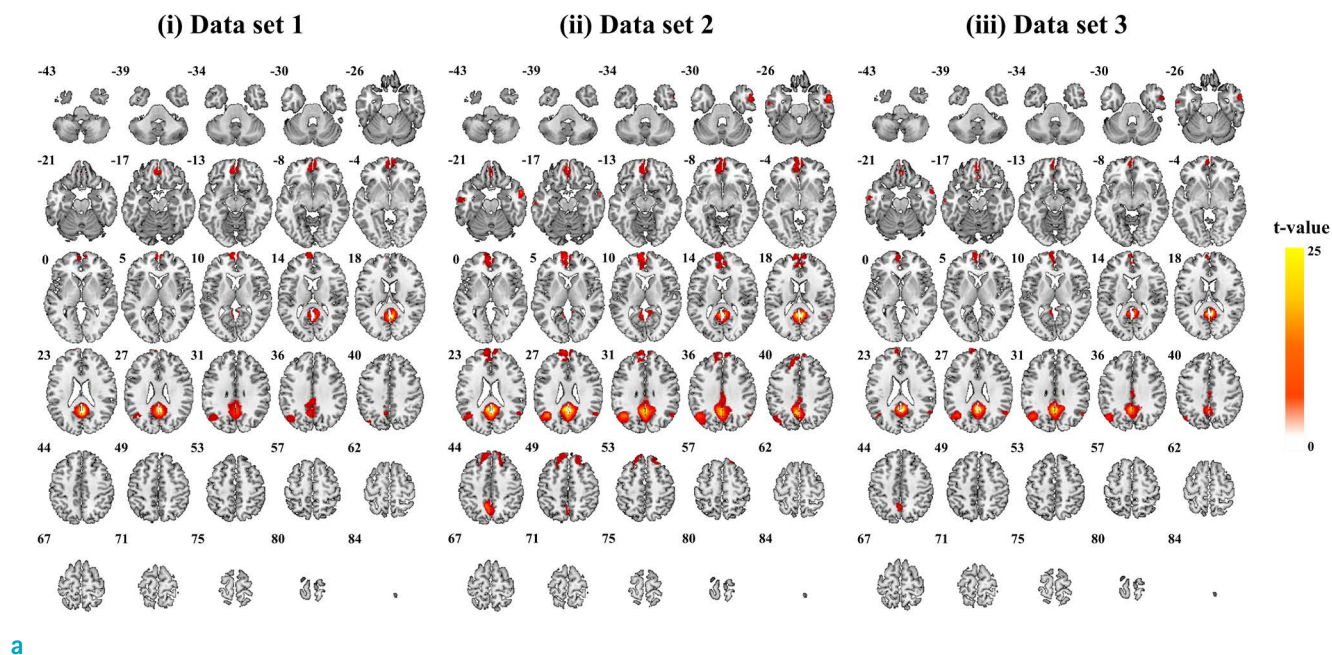 (i) Data set 1 (ii) Data set 2 (iii) Data set 3
-43 -39 -34 -30 -26 -43 -39 -34 -30 -26 -43 -39 -34 -30 -26
-21 -17 -13 -8 -4 -21 -17 -13 -8 -4 -21 -17 -13 -8 -4
t-value
0 5 10 14 18 0 5 10 14 18 0 5 10 14 18 25
23 27 31 36 40 23 27 31 36 40 23 27 31 36 40
44 49 53 57 62 44 49 53 57 62 44 49 53 57 62 0
67 71 75 80 84 67 71 75 80 84 67 71 75 80 84
a